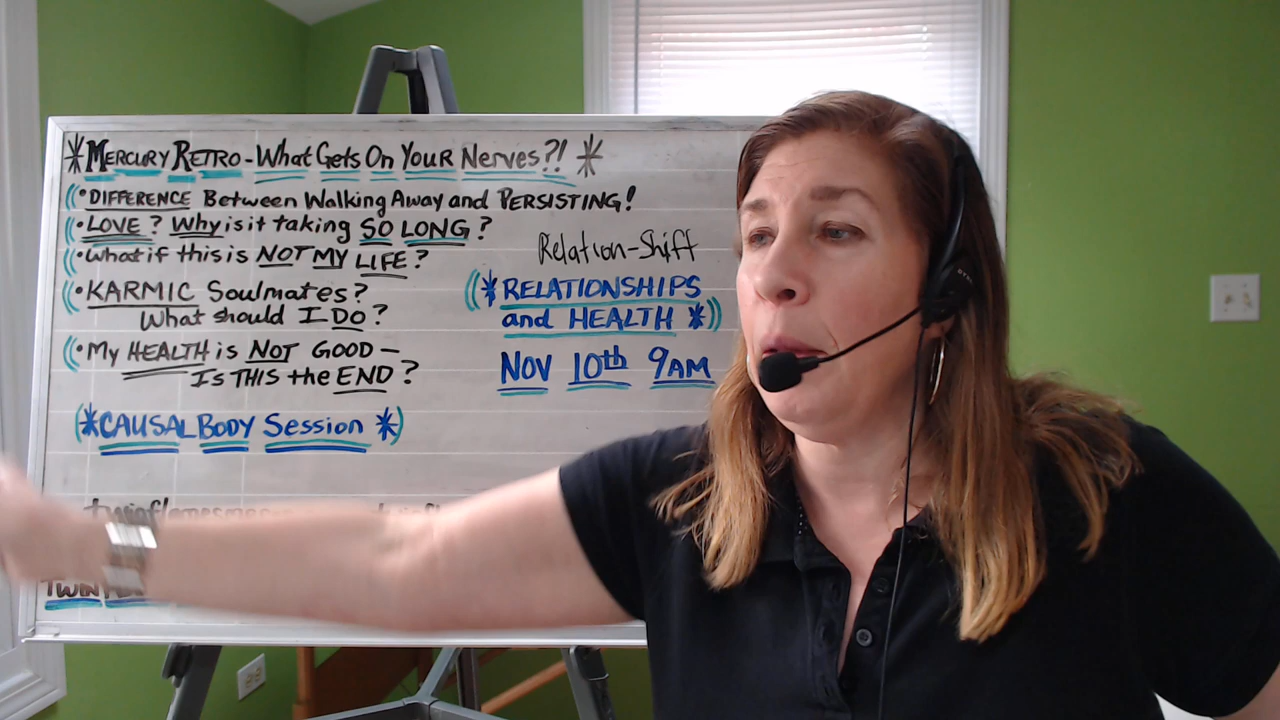 *MERCURY RETRO - What Gets On Your Nerves?! *
• DIFFERENCE Between Walking Away and PERSISTING!
• LOVE? Why is it taking SO LONG?
• What if this is NOT MY LIFE?
• KARMIC Soulmates?
What should I DO?
• My HEALTH is NOT GOOD -
Is THIS the END?
(*CAUSAL BODY Session *)
Relation-Shift
((*RELATIONSHIPS
and HEALTH *))
NOV 10th 9AM
TWIN